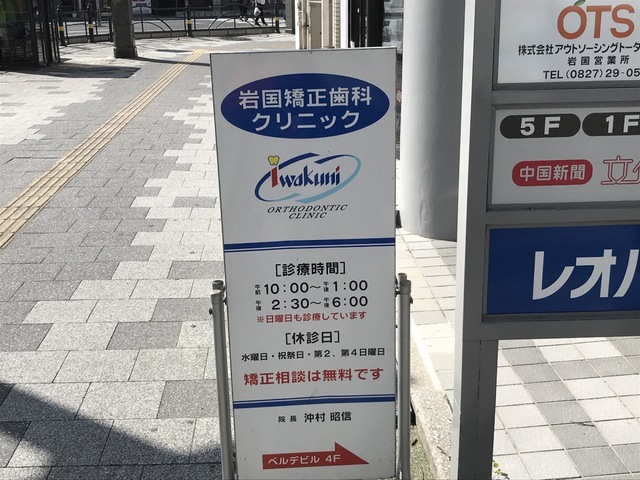 岩国矯正歯科
クリニック
iwakuni
ORTHODONTIC
CLINIC
[診療時間]
午前 10:00〜午後 1:00
午後 2:30〜午後 6:00
※日曜日も診療しています
[休診日]
水曜日・祝祭日・第2、第4日曜日
矯正相談は無料です
院長 沖村 昭信
ベルデビル 4F
OTS
株式会社アウトソーシングトータ
岩国営業所
TEL(0827)29-05
5F 1F
中国新聞
レオパ